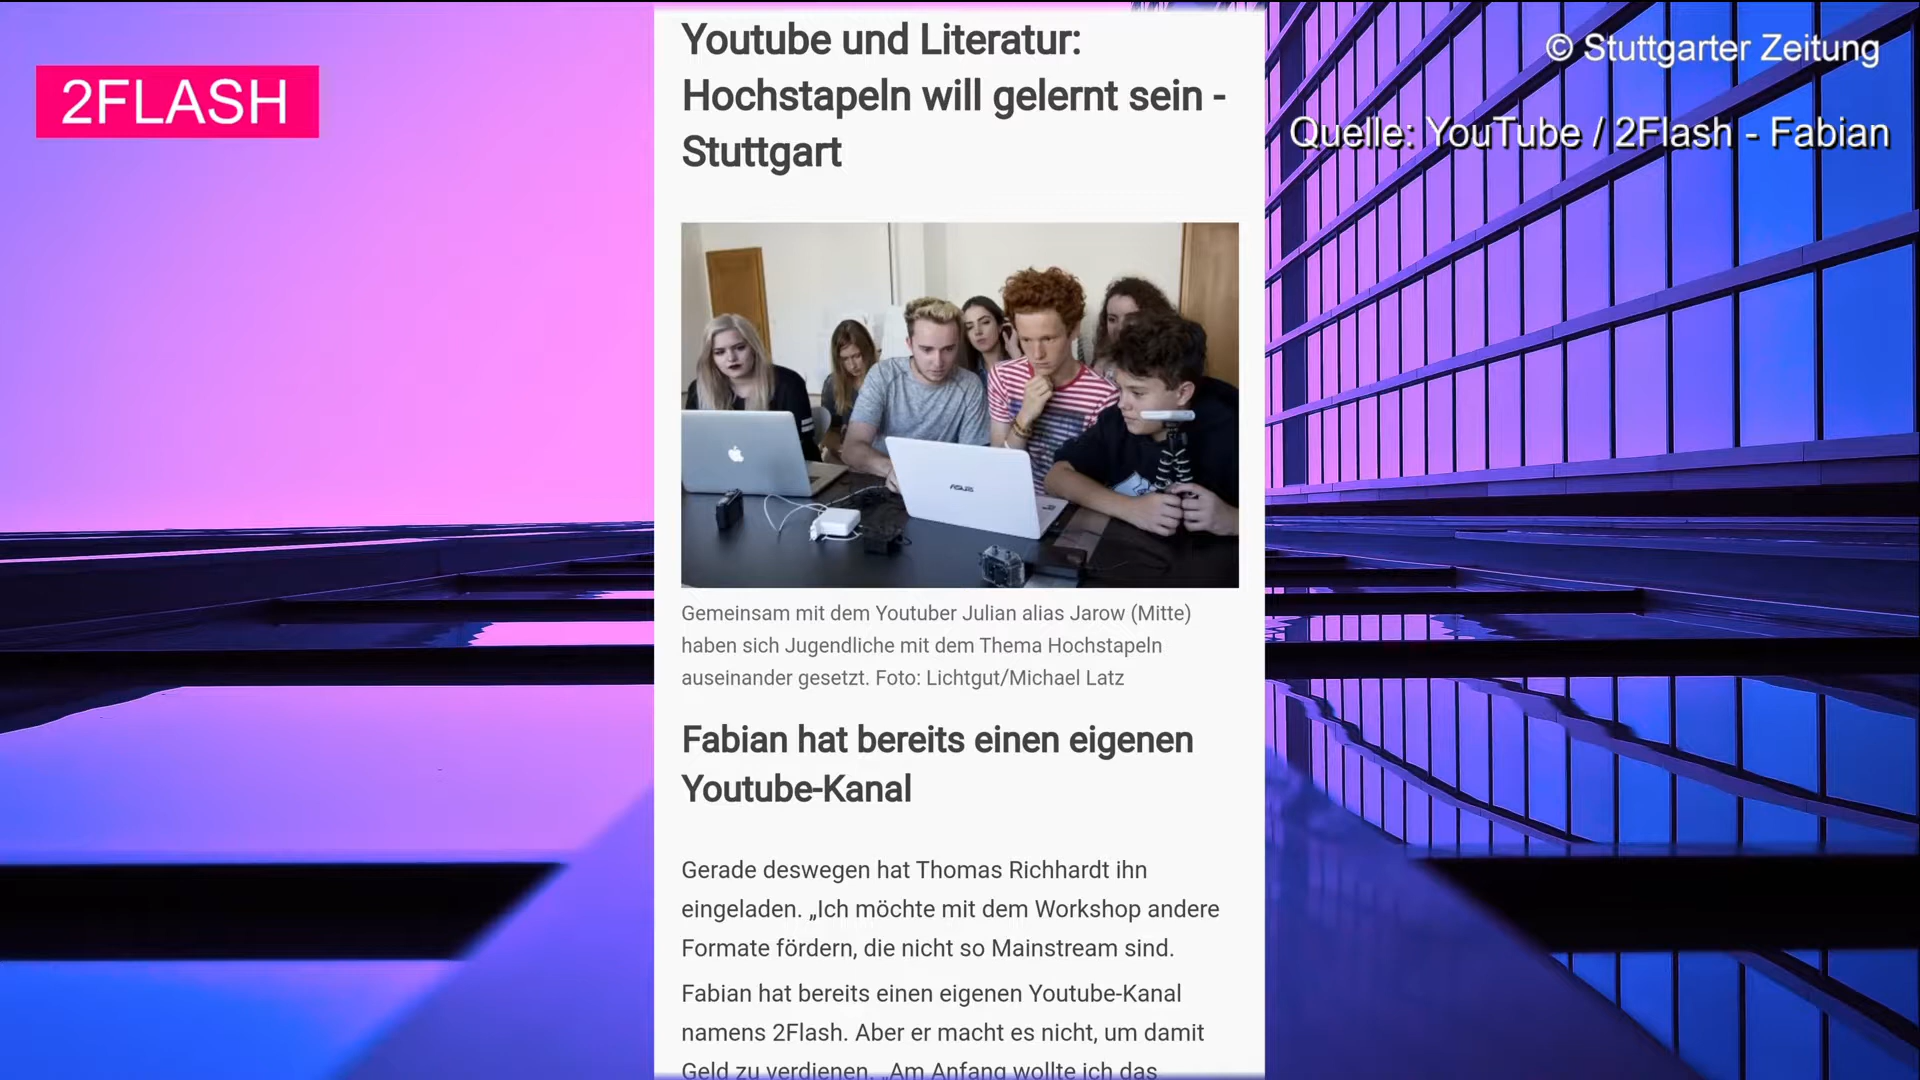 2FLASH
© Stuttgarter Zeitung
Quelle: YouTube / 2Flash - Fabian
Youtube und Literatur:
Hochstapeln will gelernt sein -
Stuttgart
ASUS
Gemeinsam mit dem Youtuber Julian alias Jarow (Mitte)
haben sich Jugendliche mit dem Thema Hochstapeln
auseinander gesetzt. Foto: Lichtgut/Michael Latz
Fabian hat bereits einen eigenen
Youtube-Kanal
Gerade deswegen hat Thomas Richhardt ihn
eingeladen. „Ich möchte mit dem Workshop andere
Formate fördern, die nicht so Mainstream sind.
Fabian hat bereits einen eigenen Youtube-Kanal
namens 2Flash. Aber er macht es nicht, um damit
Geld zu verdienen. „Am Anfang wollte ich das